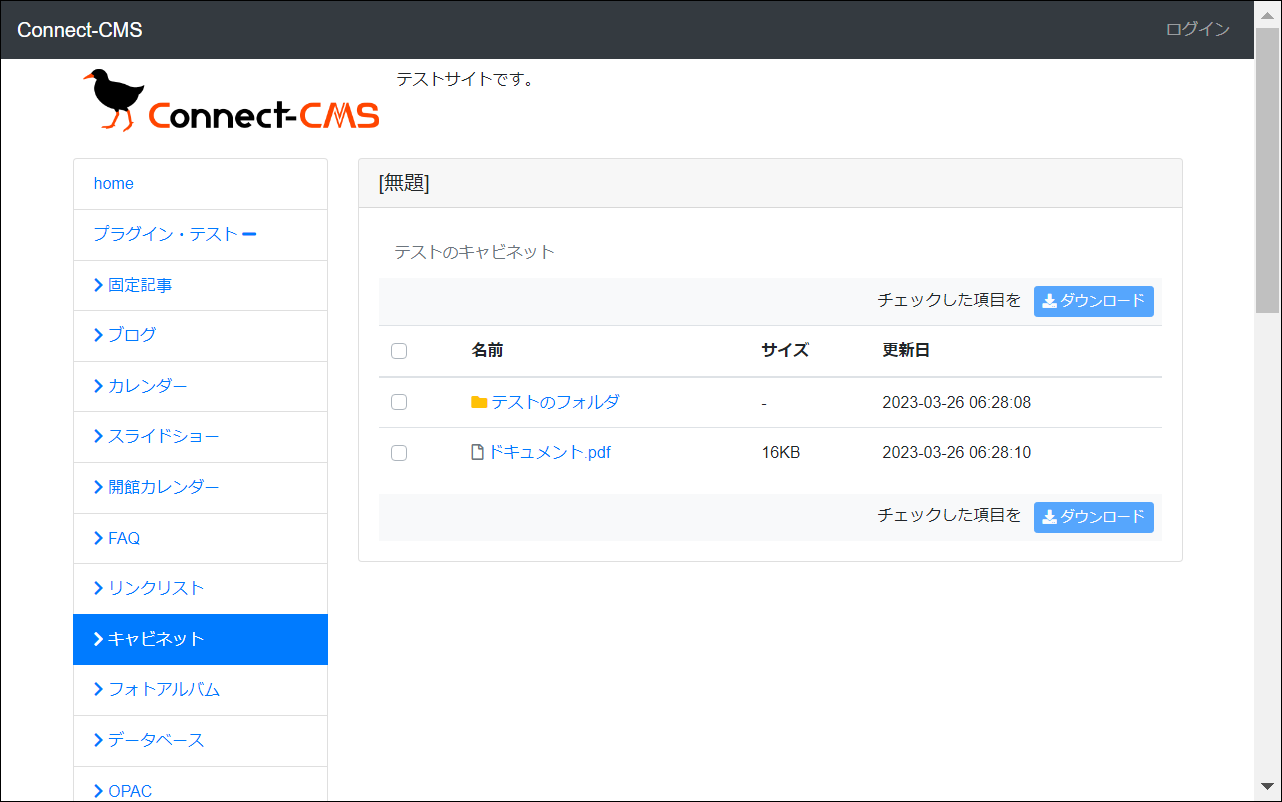 Connect-CMS
ログイン
Connect-CMS
テストサイトです。
home
プラグイン・テスト
固定記事
ブログ
カレンダー
スライドショー
開館カレンダー
FAQ
リンクリスト
キャビネット
フォトアルバム
データベース
OPAC
[無題]
テストのキャビネット
チェックした項目を ダウンロード
名前 サイズ 更新日
テストのフォルダ - 2023-03-26 06:28:08
ドキュメント.pdf 16KB 2023-03-26 06:28:10
チェックした項目を ダウンロード